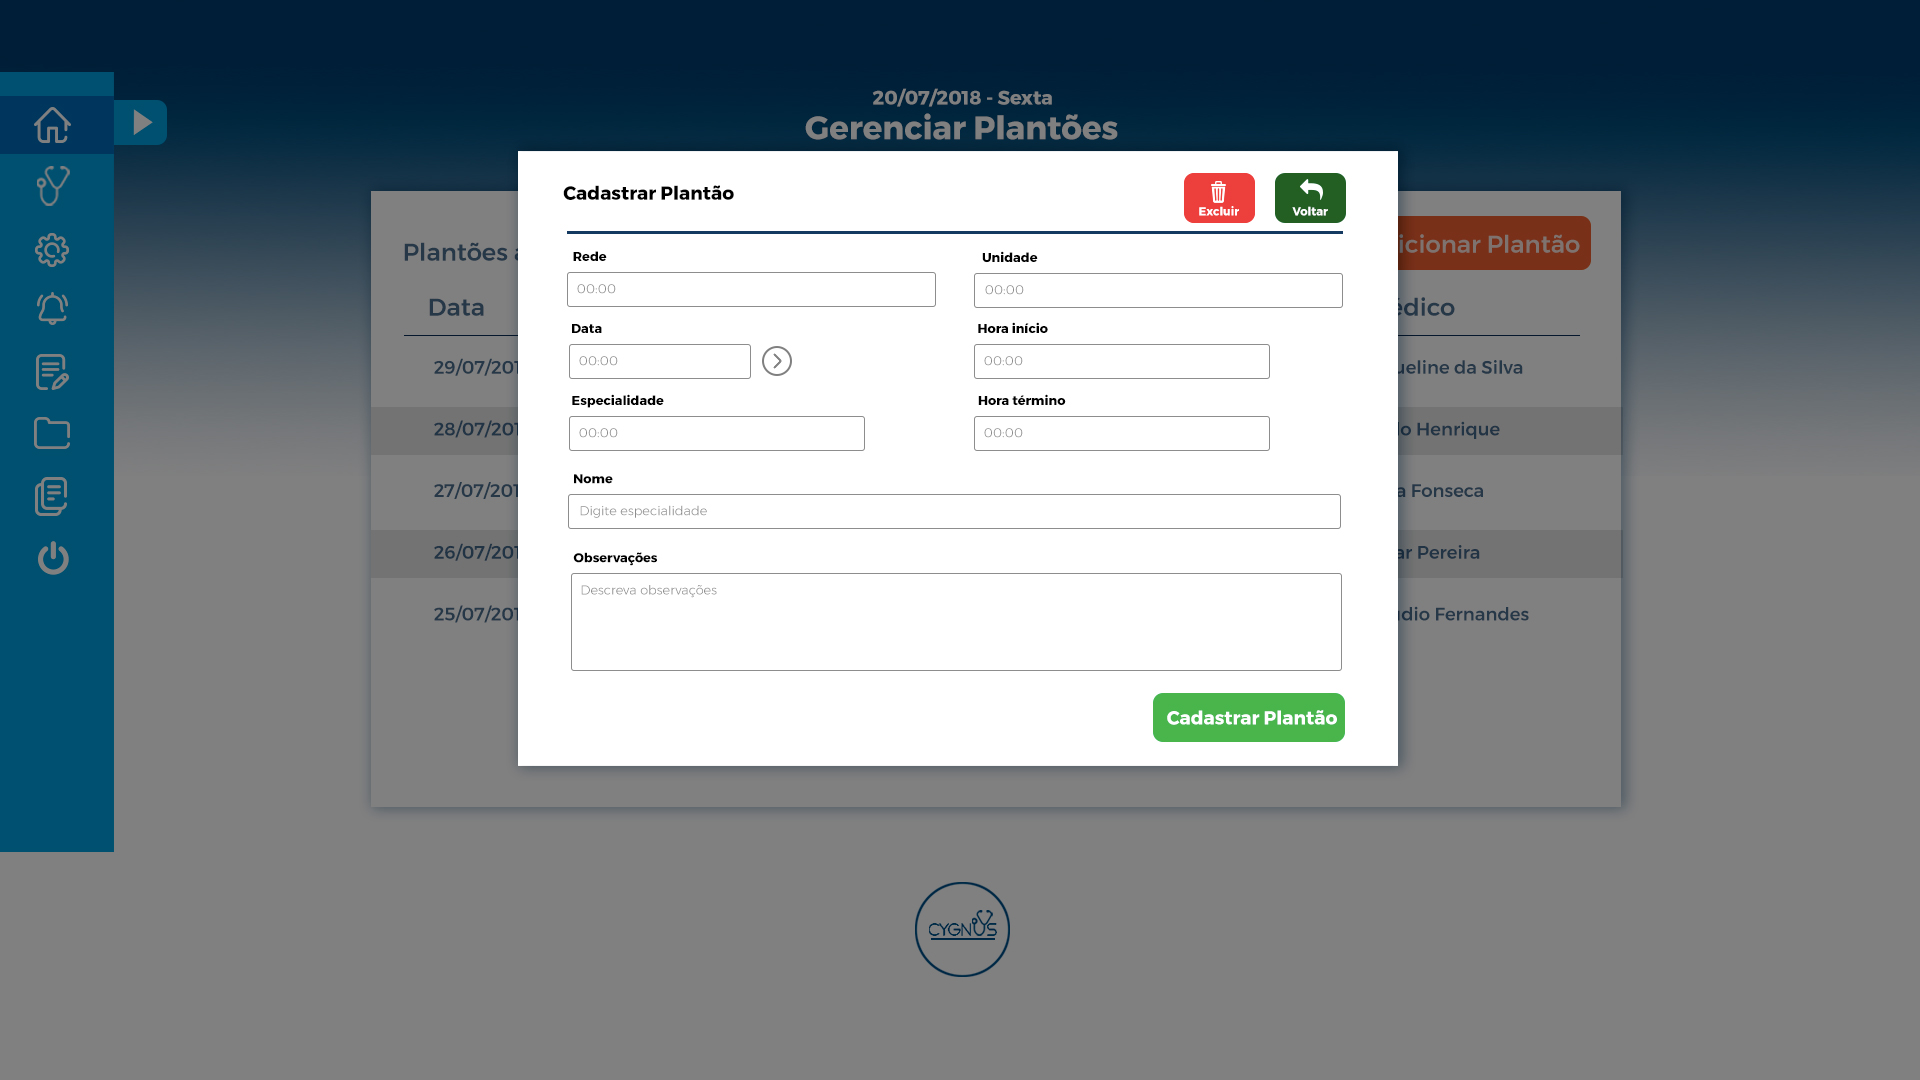 20/07/2018 - Sexta
Gerenciar Plantões
Cadastrar Plantão
Excluir
Voltar
Plantões
icionar Plantão
Rede
Unidade
00:00
00:00
Data
édico
Data
Hora início
00:00
00:00
29/07/201
ueline da Silva
Especialidade
Hora término
00:00
00:00
28/07/201
lo Henrique
Nome
27/07/201
a Fonseca
Digite especialidade
Observações
26/07/201
ar Pereira
Descreva observações
25/07/201
dio Fernandes
Cadastrar Plantão
CYGNUS